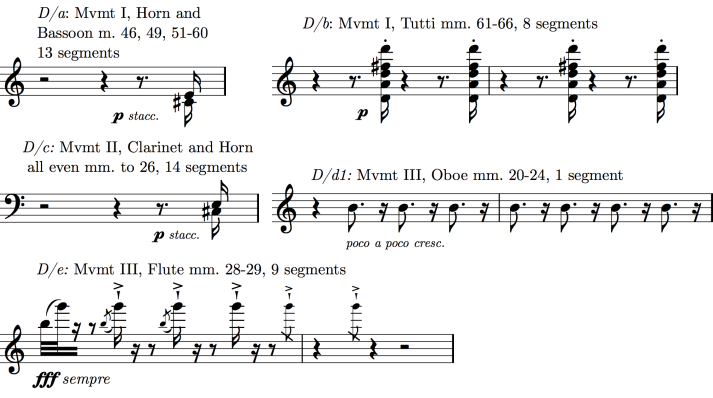 D/a: Mvmt I, Horn and
Bassoon m. 46, 49, 51-60
13 segments
p stacc.
D/b: Mvmt I, Tutti mm. 61-66, 8 segments
p
D/c: Mvmt II, Clarinet and Horn
all even mm. to 26, 14 segments
p stacc.
D/d1: Mvmt III, Oboe mm. 20-24, 1 segment
poco a poco cresc.
D/e: Mvmt III, Flute mm. 28-29, 9 segments
fff sempre